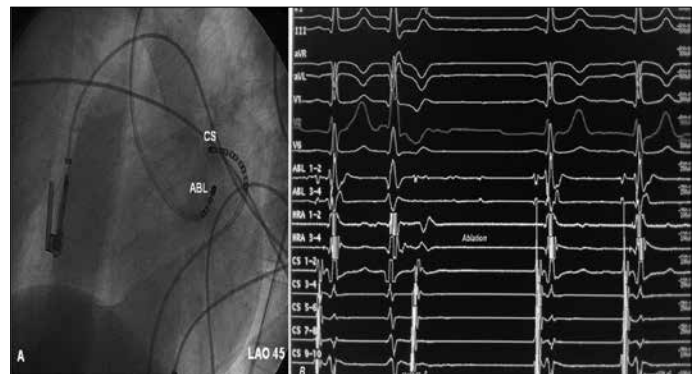 CS
ABL
A
LAO 45
III
aVR
aVL
V1
V6
ABL 1-2
ABL 3-4
HRA 1-2
HRA 3-4
Ablation
CS 1-2
CS 3-4
CS 5-6
CS 7-8
CS 9-10
B